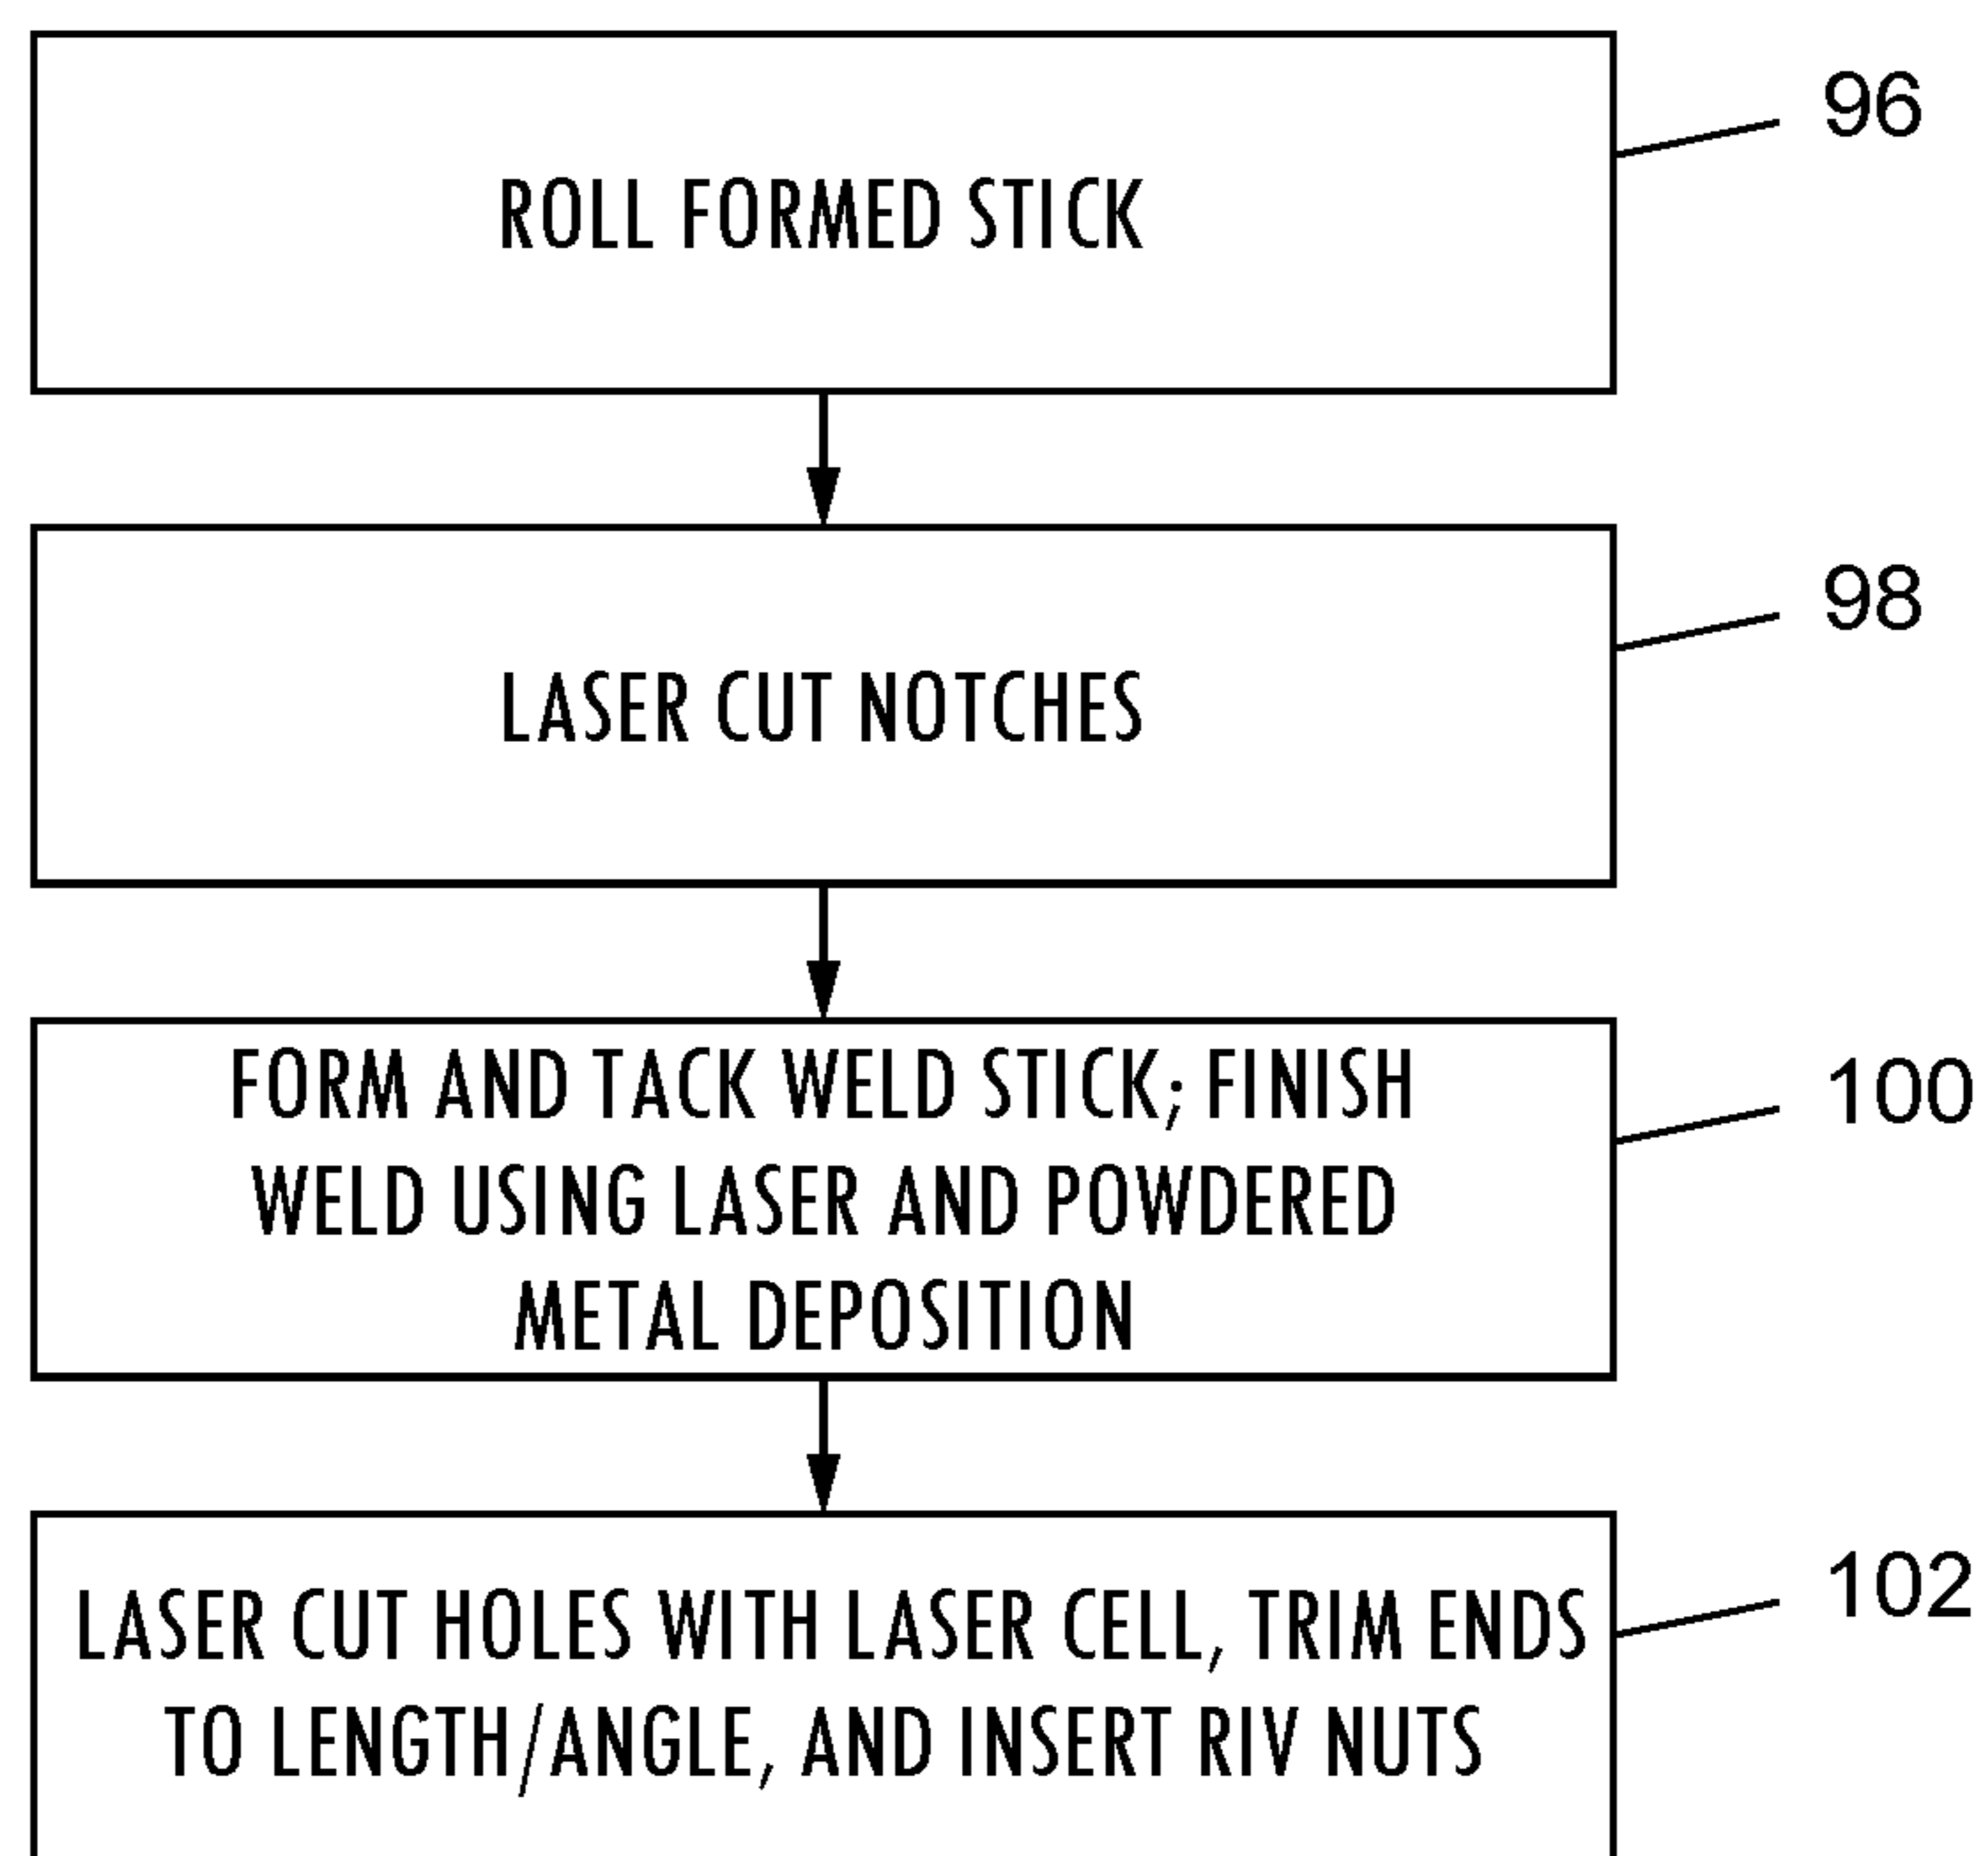 96
ROLL FORMED STICK
98
LASER CUT NOTCHES
100
FORM AND TACK WELD STICK; FINISH
WELD USING LASER AND POWDERED
METAL DEPOSITION
102
LASER CUT HOLES WITH LASER CELL, TRIM ENDS
TO LENGTH/ANGLE, AND INSERT RIV NUTS